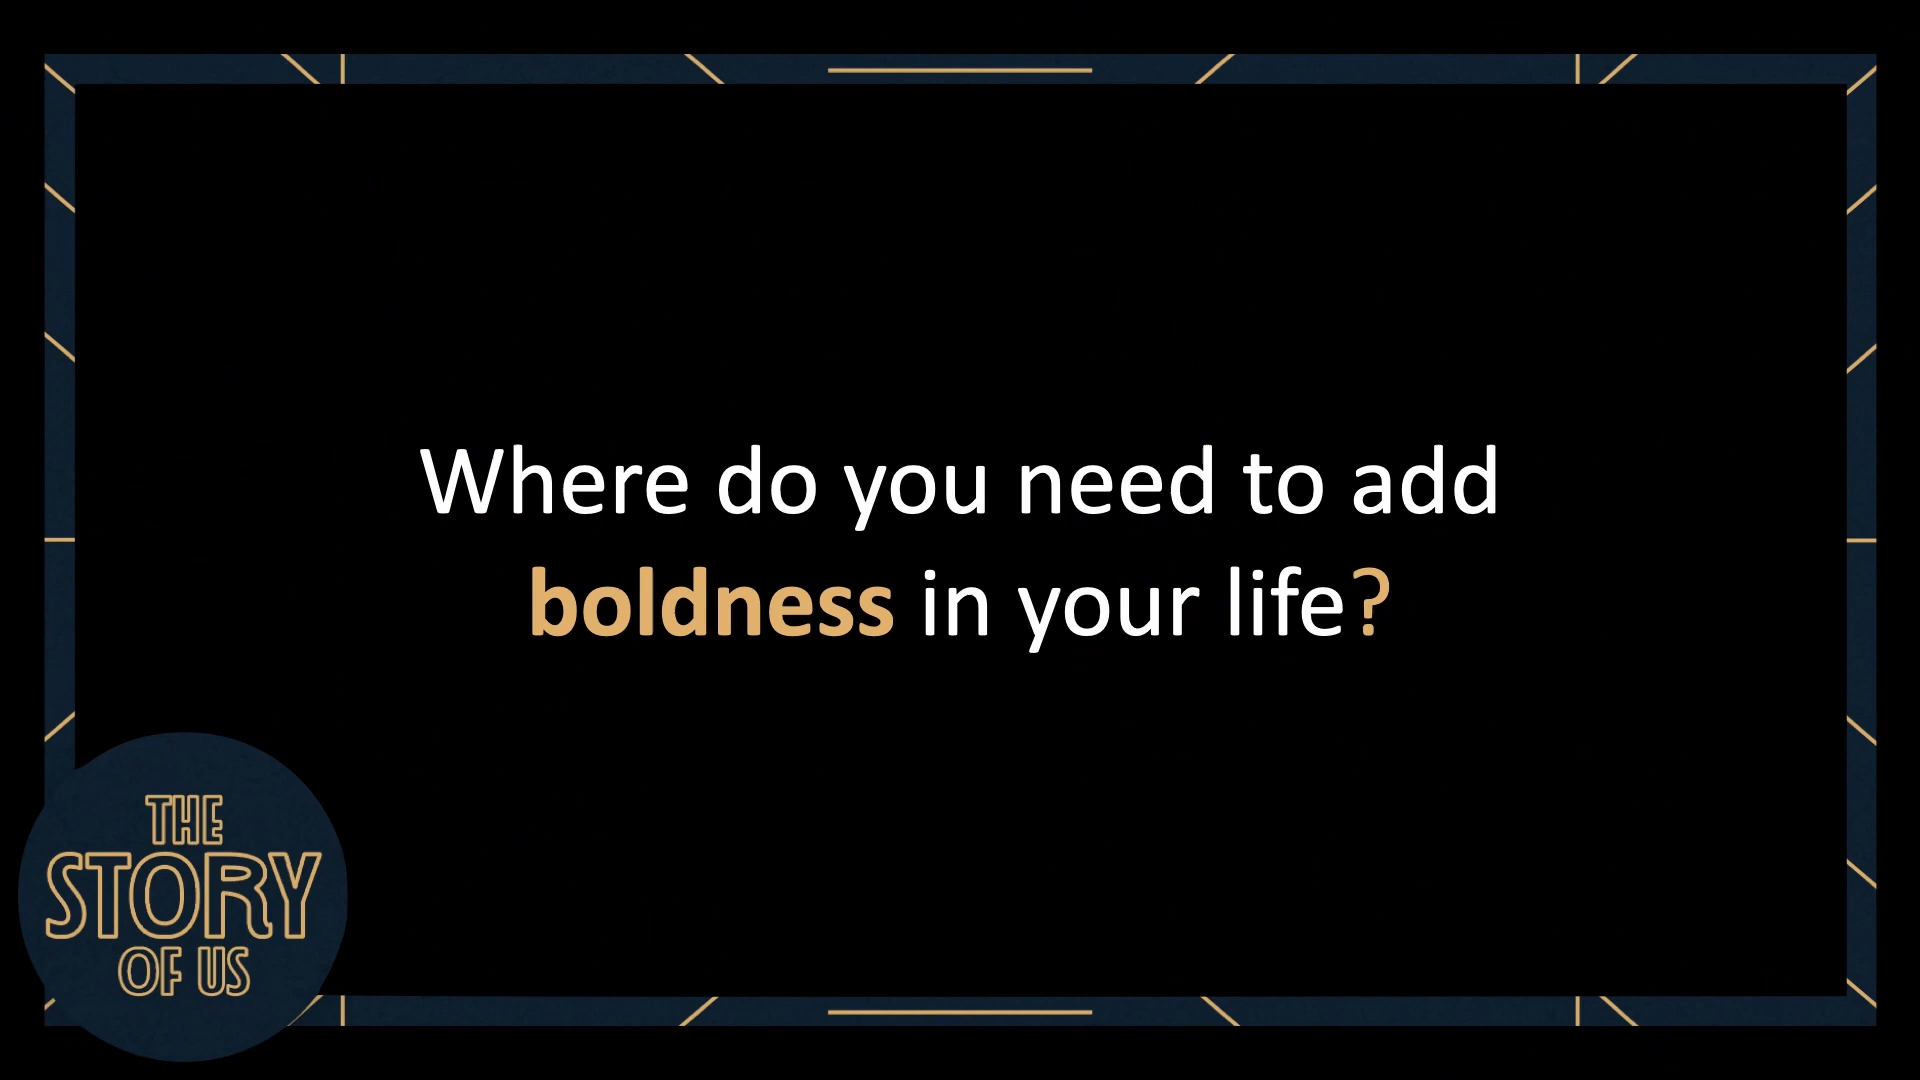 Where do you need to add
boldness in your life?
THE
STORY
OF US